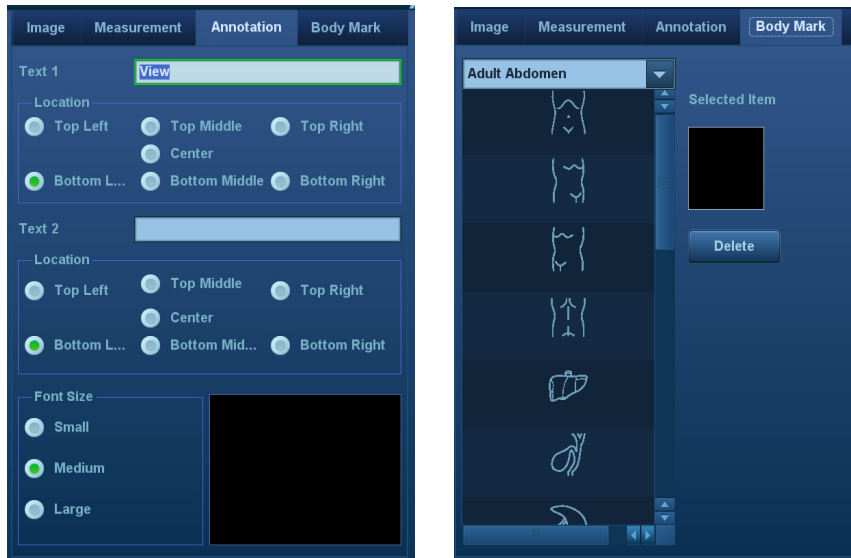 Image Measurement Annotation Body Mark
Text 1 View
Location
Top Left Top Middle Top Right
Center
Bottom L... Bottom Middle Bottom Right
Text 2
Location
Top Left Top Middle Top Right
Center
Bottom L... Bottom Mid... Bottom Right
Font Size
Small
Medium
Large
Image Measurement Annotation Body Mark
Adult Abdomen
Selected Item
Delete